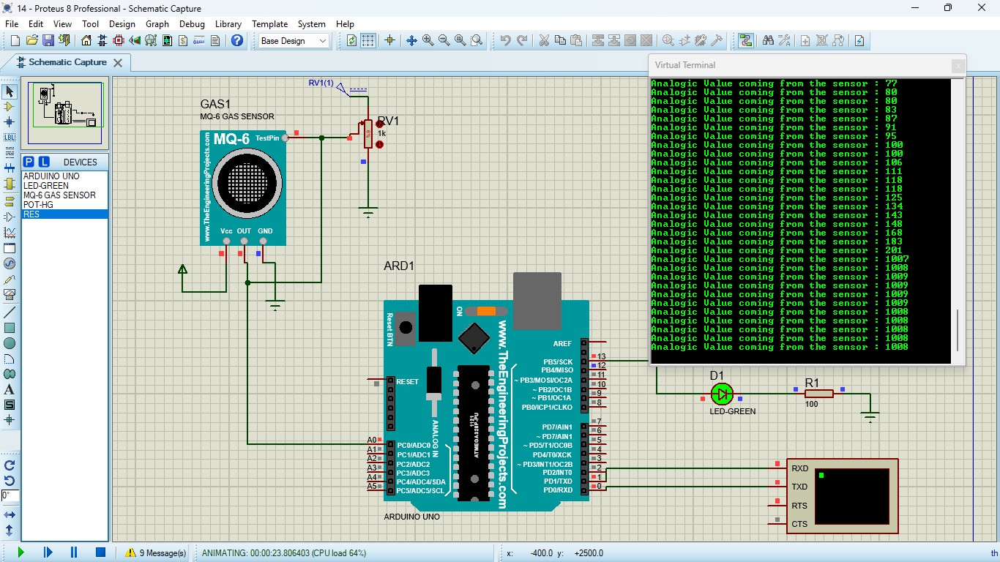 14 - Proteus 8 Professional - Schematic Capture
File Edit View Tool Design Graph Debug Library Template System Help
Base Design
Schematic Capture
Virtual Terminal
Analogic Value coming from the sensor : 77
Analogic Value coming from the sensor : 80
Analogic Value coming from the sensor : 80
Analogic Value coming from the sensor : 83
Analogic Value coming from the sensor : 87
Analogic Value coming from the sensor : 91
Analogic Value coming from the sensor : 95
Analogic Value coming from the sensor : 100
Analogic Value coming from the sensor : 100
Analogic Value coming from the sensor : 106
Analogic Value coming from the sensor : 111
Analogic Value coming from the sensor : 118
Analogic Value coming from the sensor : 118
Analogic Value coming from the sensor : 125
Analogic Value coming from the sensor : 134
Analogic Value coming from the sensor : 143
Analogic Value coming from the sensor : 148
Analogic Value coming from the sensor : 168
Analogic Value coming from the sensor : 183
Analogic Value coming from the sensor : 201
Analogic Value coming from the sensor : 1007
Analogic Value coming from the sensor : 1008
Analogic Value coming from the sensor : 1009
Analogic Value coming from the sensor : 1009
Analogic Value coming from the sensor : 1009
Analogic Value coming from the sensor : 1009
Analogic Value coming from the sensor : 1008
Analogic Value coming from the sensor : 1008
Analogic Value coming from the sensor : 1008
Analogic Value coming from the sensor : 1008
Analogic Value coming from the sensor : 1008
P L DEVICES
ARDUINO UNO
LED-GREEN
MQ-6 GAS SENSOR
POT-HG
RES
LBL
A
S
0°
RV1(1)
RV1
1k
GAS1
MQ-6 GAS SENSOR
MQ-6
TestPin
www.TheEngineeringProjects.com
Vcc OUT GND
ARD1
Reset BTN
ON
www.TheEngineeringProjects.com
ANALOG IN
1121
ATMEGA328P-PU
RESET
A0 PC0/ADC0
A1 PC1/ADC1
A2 PC2/ADC2
A3 PC3/ADC3
A4 PC4/ADC4/SDA
A5 PC5/ADC5/SCL
AREF
PB5/SCK 13
PB4/MISO 12
~ PB3/MOSI/OC2A 11
~ PB2/OC1B 10
~ PB1/OC1A 9
PB0/ICP1/CLKO 8
PD7/AIN1 7
~ PD7/AIN1 6
~ PD5/T1/OC0B 5
PD4/T0/XCK 4
~ PD3/INT1/OC2B 3
PD2/INT0 2
PD1/TXD 1
PD0/RXD 0
ARDUINO UNO
D1
LED-GREEN
R1
100
RXD
TXD
RTS
CTS
9 Message(s)
ANIMATING: 00:00:23.806403 (CPU load 64%)
x: -400.0 y: +2500.0
th